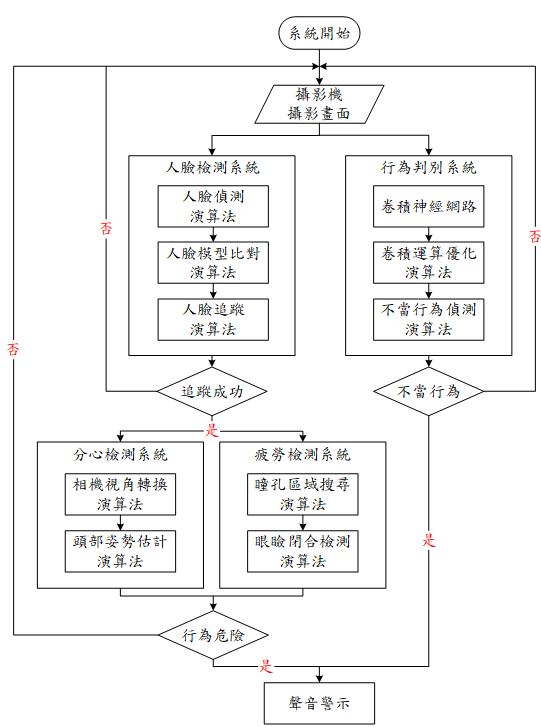 系統開始
攝影機
攝影畫面
人臉檢測系統
人臉偵測
演算法
人臉模型比對
演算法
人臉追蹤
演算法
行為判別系統
卷積神經網路
卷積運算優化
演算法
不當行為偵測
演算法
否
否
否
追蹤成功
不當行為
是
分心檢測系統
相機視角轉換
演算法
頭部姿勢估計
演算法
疲勞檢測系統
瞳孔區域搜尋
演算法
眼瞼閉合檢測
演算法
是
行為危險
是
聲音警示